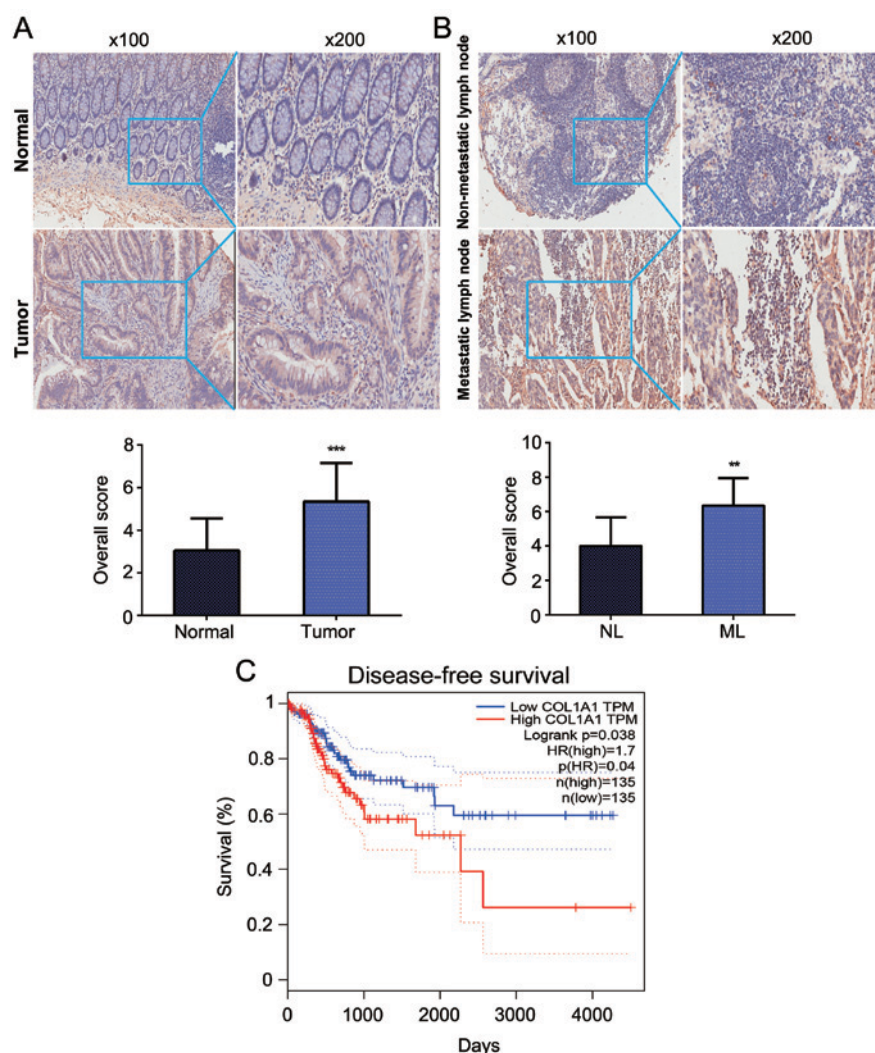 A
x100
x200
Normal
Tumor
B
x100
x200
Non-metastatic lymph node
Metastatic lymph node
Overall score
8
6
4
2
0
***
Normal
Tumor
Overall score
10
8
6
4
2
0
**
NL
ML
C
Disease-free survival
Low COL1A1 TPM
High COL1A1 TPM
Logrank p=0.038
HR(high)=1.7
p(HR)=0.04
n(high)=135
n(low)=135
Survival (%)
1
0.8
0.6
0.4
0.2
0
0
1000
2000
3000
4000
Days